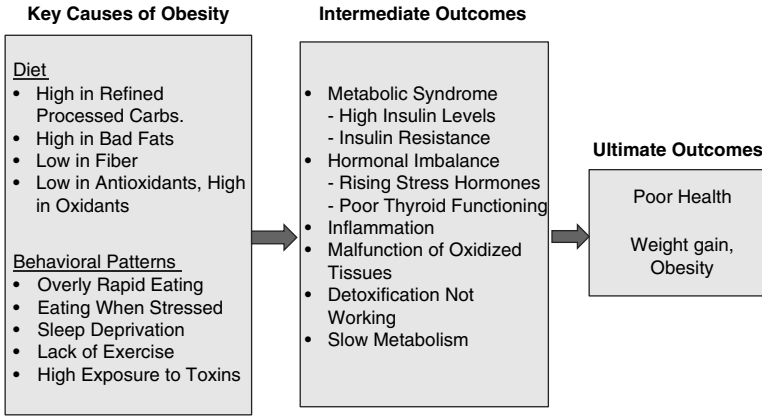 Key Causes of Obesity
Diet
• High in Refined
Processed Carbs.
• High in Bad Fats
• Low in Fiber
• Low in Antioxidants, High
in Oxidants
Behavioral Patterns
• Overly Rapid Eating
• Eating When Stressed
• Sleep Deprivation
• Lack of Exercise
• High Exposure to Toxins
Intermediate Outcomes
• Metabolic Syndrome
- High Insulin Levels
- Insulin Resistance
• Hormonal Imbalance
- Rising Stress Hormones
- Poor Thyroid Functioning
• Inflammation
• Malfunction of Oxidized
Tissues
• Detoxification Not
Working
• Slow Metabolism
Ultimate Outcomes
Poor Health
Weight gain,
Obesity